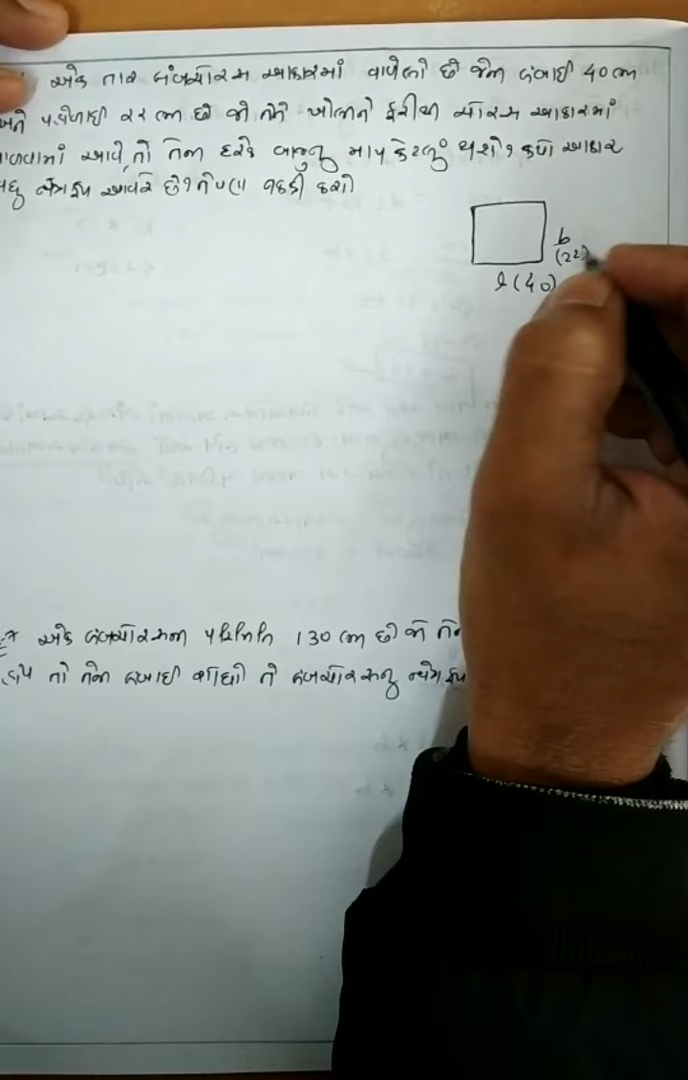 એક તાર લંબચોરસ આકારમાં વાળેલો છે જેની લંબાઈ 40 cm
અને પહોળાઈ 22 cm છે જો તેને ખોલીને ફરીથી ચોરસ આકારમાં
વાળવામાં આવે તો તેની દરેક બાજુનું માપ કેટલું થશે? કયો આકાર
વધુ ક્ષેત્રફળ આવરે છે? તે પણ નક્કી કરો
b
(22)
l (40)
એક લંબચોરસની પરિમિતિ 130 cm છે જો
તો તેની લંબાઈ શોધો તે લંબચોરસનું ક્ષેત્રફળ